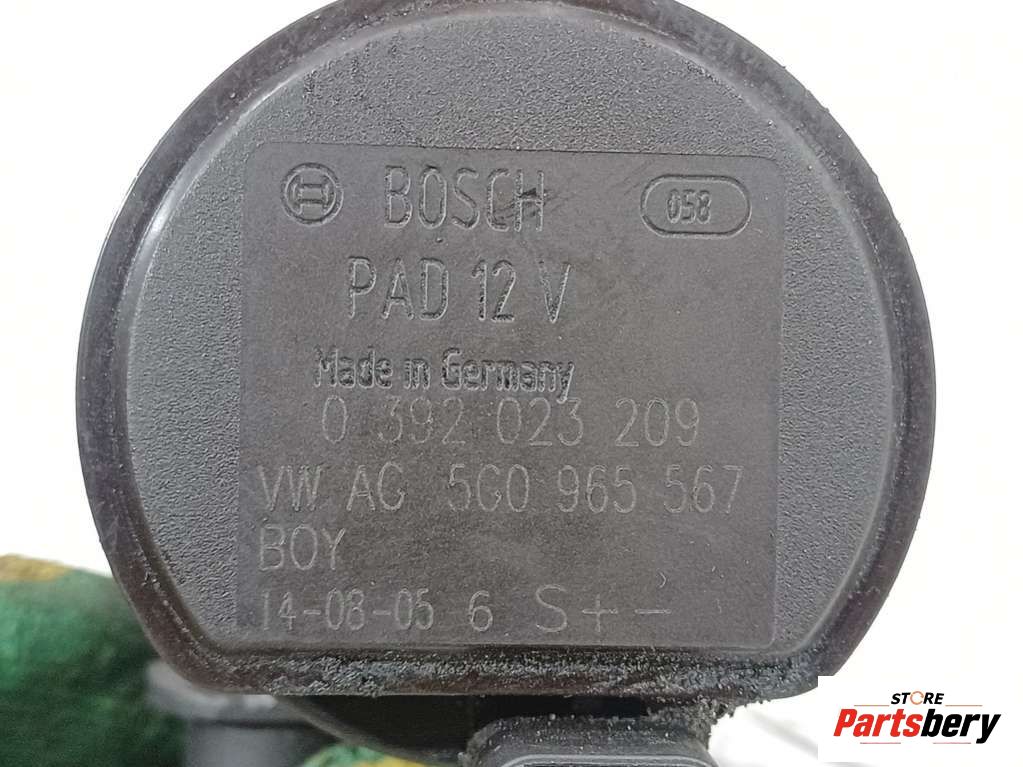 BOSCH 058
PAD 12 V
Made in Germany
0 392 023 209
VW AG 5G0 965 567
BOY
14-08-05 6 S + -
STORE
Partsbery